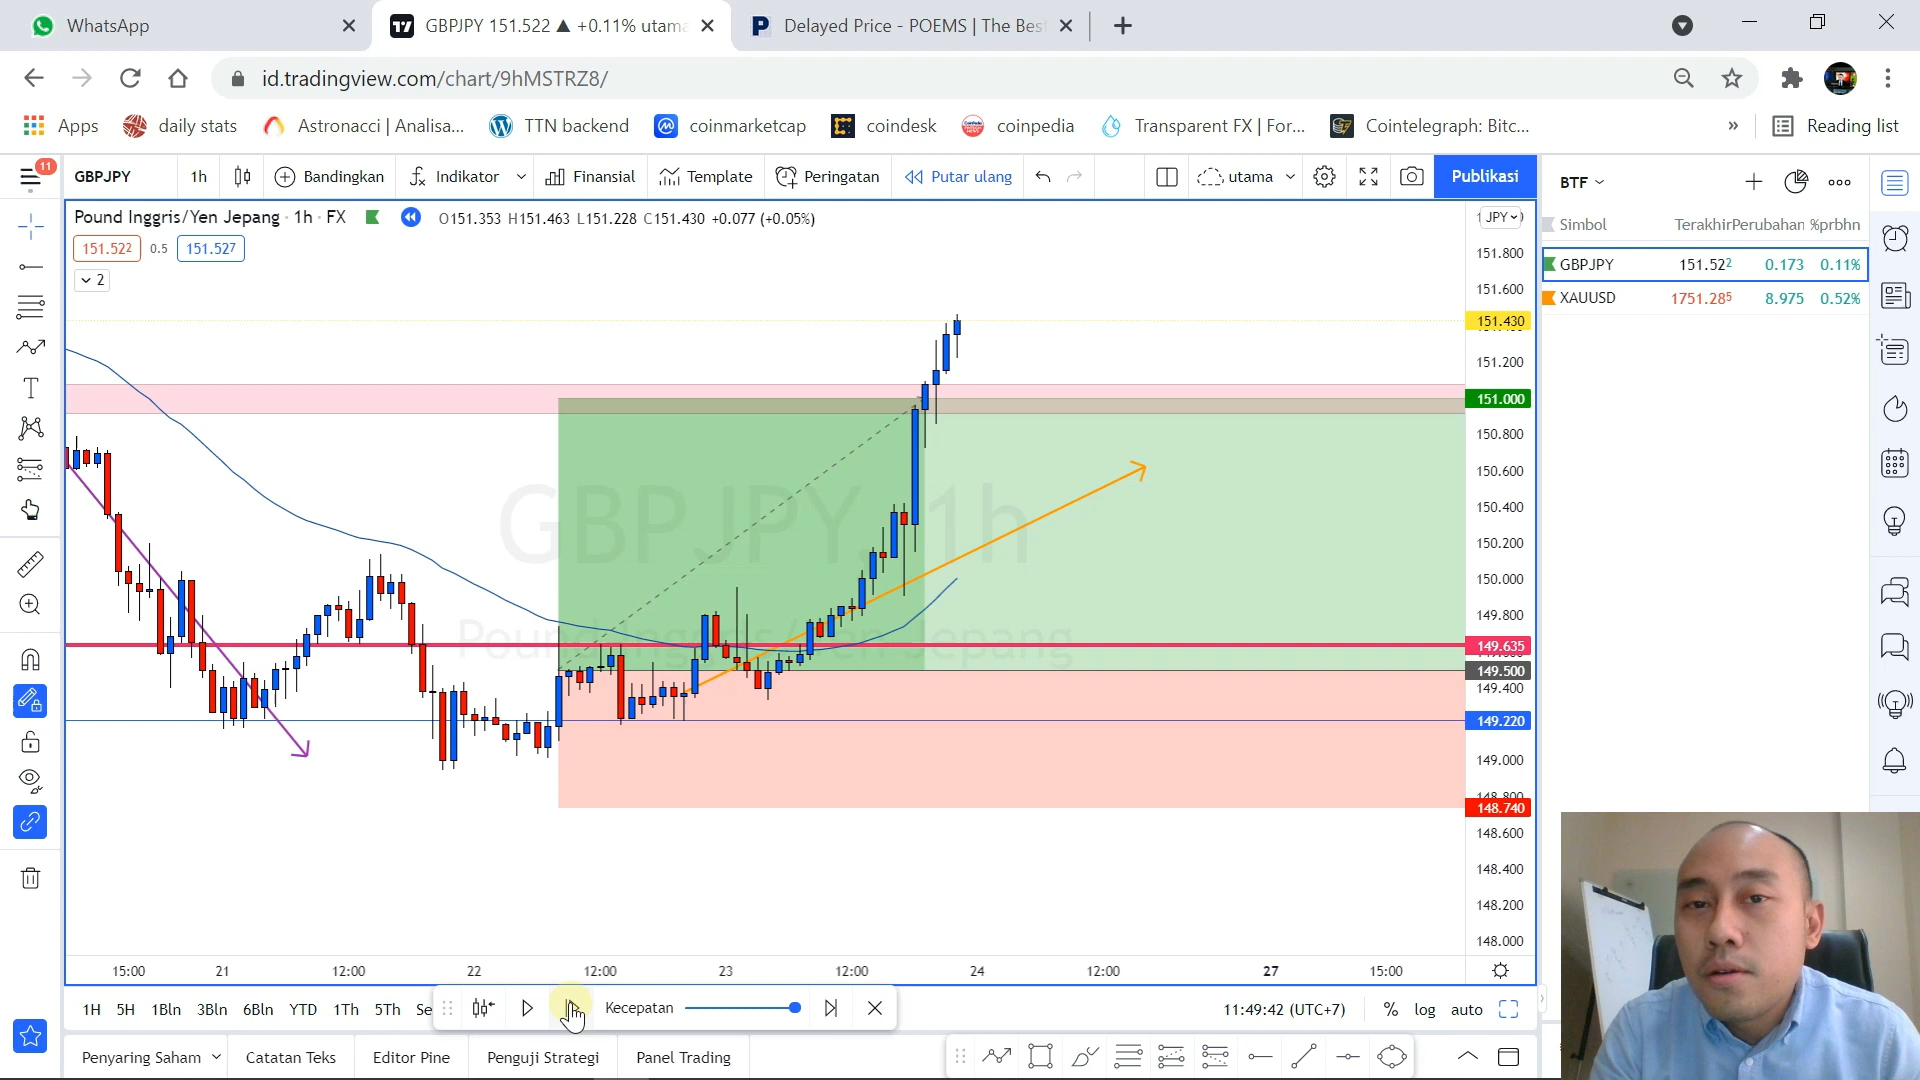 WhatsApp
GBPJPY 151.522 ▲ +0.11% utama
Delayed Price - POEMS | The Bes
id.tradingview.com/chart/9hMSTRZ8/
Apps
daily stats
Astronacci | Analisa...
TTN backend
coinmarketcap
coindesk
coinpedia
Transparent FX | For...
Cointelegraph: Bitc...
»
Reading list
11
GBPJPY
1h
Bandingkan
Indikator
Finansial
Template
Peringatan
Putar ulang
utama
Publikasi
BTF
Pound Inggris/Yen Jepang · 1h · FX
O151.353 H151.463 L151.228 C151.430 +0.077 (+0.05%)
JPY
Simbol
Terakhir
Perubahan
%prbhn
151.522
0.5
151.527
2
GBPJPY
151.522
0.173
0.11%
XAUUSD
1751.285
8.975
0.52%
151.800
151.600
151.430
151.200
151.000
150.800
150.600
150.400
150.200
150.000
149.800
149.635
149.500
149.400
149.220
149.000
148.740
148.600
148.400
148.200
148.000
GBPJPY, 1h
Pound Inggris/Yen Jepang
15:00
21
12:00
22
12:00
23
12:00
24
12:00
27
15:00
1H
5H
1Bln
3Bln
6Bln
YTD
1Th
5Th
Se
Kecepatan
11:49:42 (UTC+7)
%
log
auto
Penyaring Saham
Catatan Teks
Editor Pine
Penguji Strategi
Panel Trading